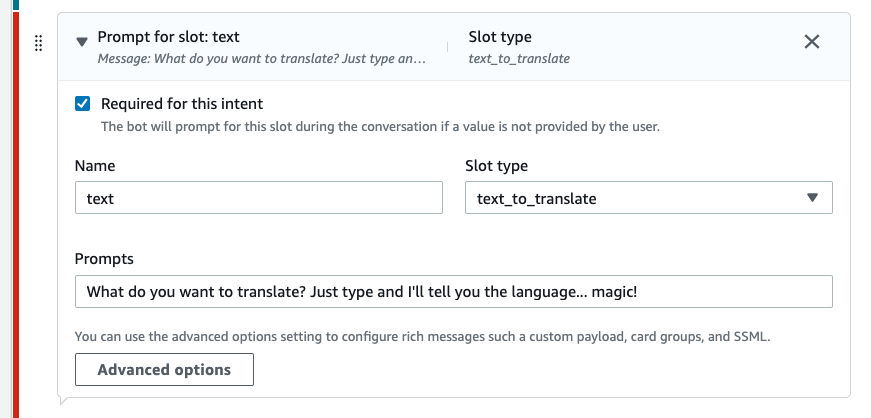 Prompt for slot: text
Slot type
Message: What do you want to translate? Just type an...
text_to_translate
Required for this intent
The bot will prompt for this slot during the conversation if a value is not provided by the user.
Name
Slot type
text
text_to_translate
Prompts
What do you want to translate? Just type and I'll tell you the language... magic!
You can use the advanced options setting to configure rich messages such a custom payload, card groups, and SSML.
Advanced options